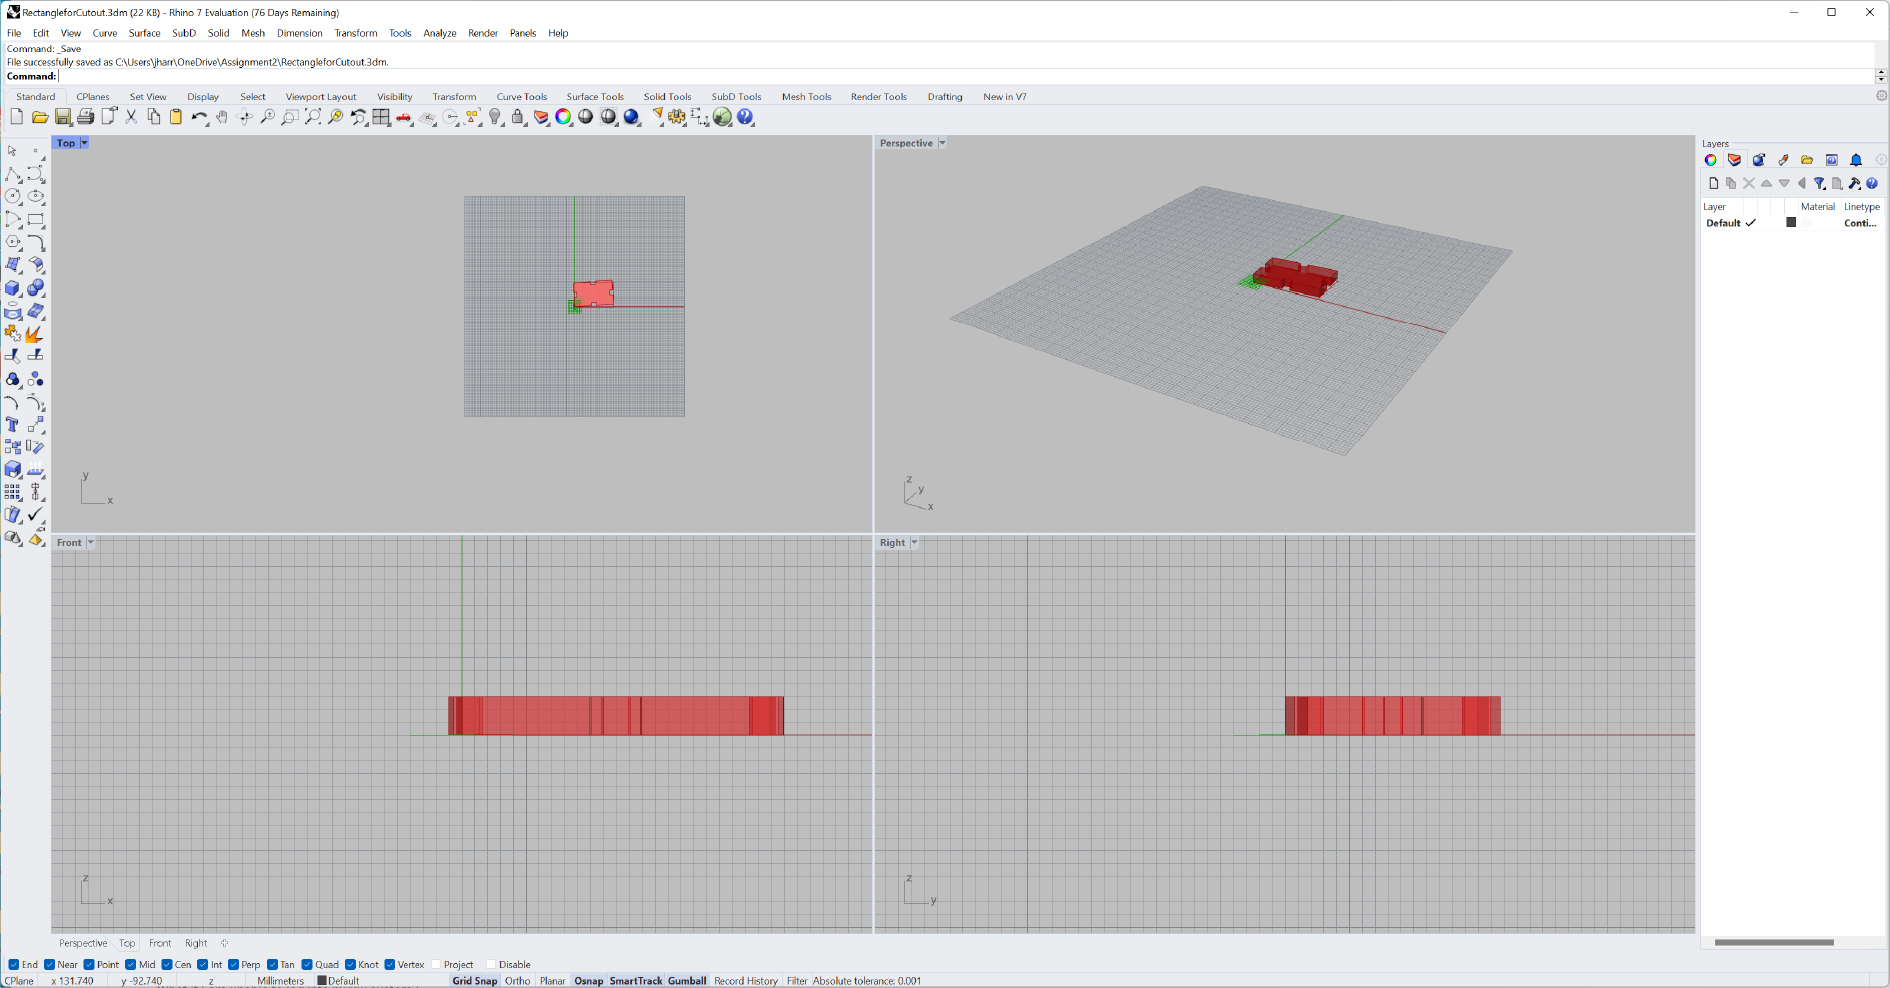 RectangleforCutout.3dm (22 KB) - Rhino 7 Evaluation (76 Days Remaining)
File Edit View Curve Surface SubD Solid Mesh Dimension Transform Tools Analyze Render Panels Help
Command: _Save
File successfully saved as C:\Users\jharr\OneDrive\Assignment2\RectangleforCutout.3dm.
Command:
Standard CPlanes Set View Display Select Viewport Layout Visibility Transform Curve Tools Surface Tools Solid Tools SubD Tools Mesh Tools Render Tools Drafting New in V7
Top
Perspective
Layers
Layer Material Linetype
Default Conti...
y
x
z
y
x
Front
Right
z
x
z
y
Perspective Top Front Right
End Near Point Mid Cen Int Perp Tan Quad Knot Vertex Project Disable
CPlane x 131.740 y -92.740 z Millimeters Default Grid Snap Ortho Planar Osnap SmartTrack Gumball Record History Filter Absolute tolerance: 0.001